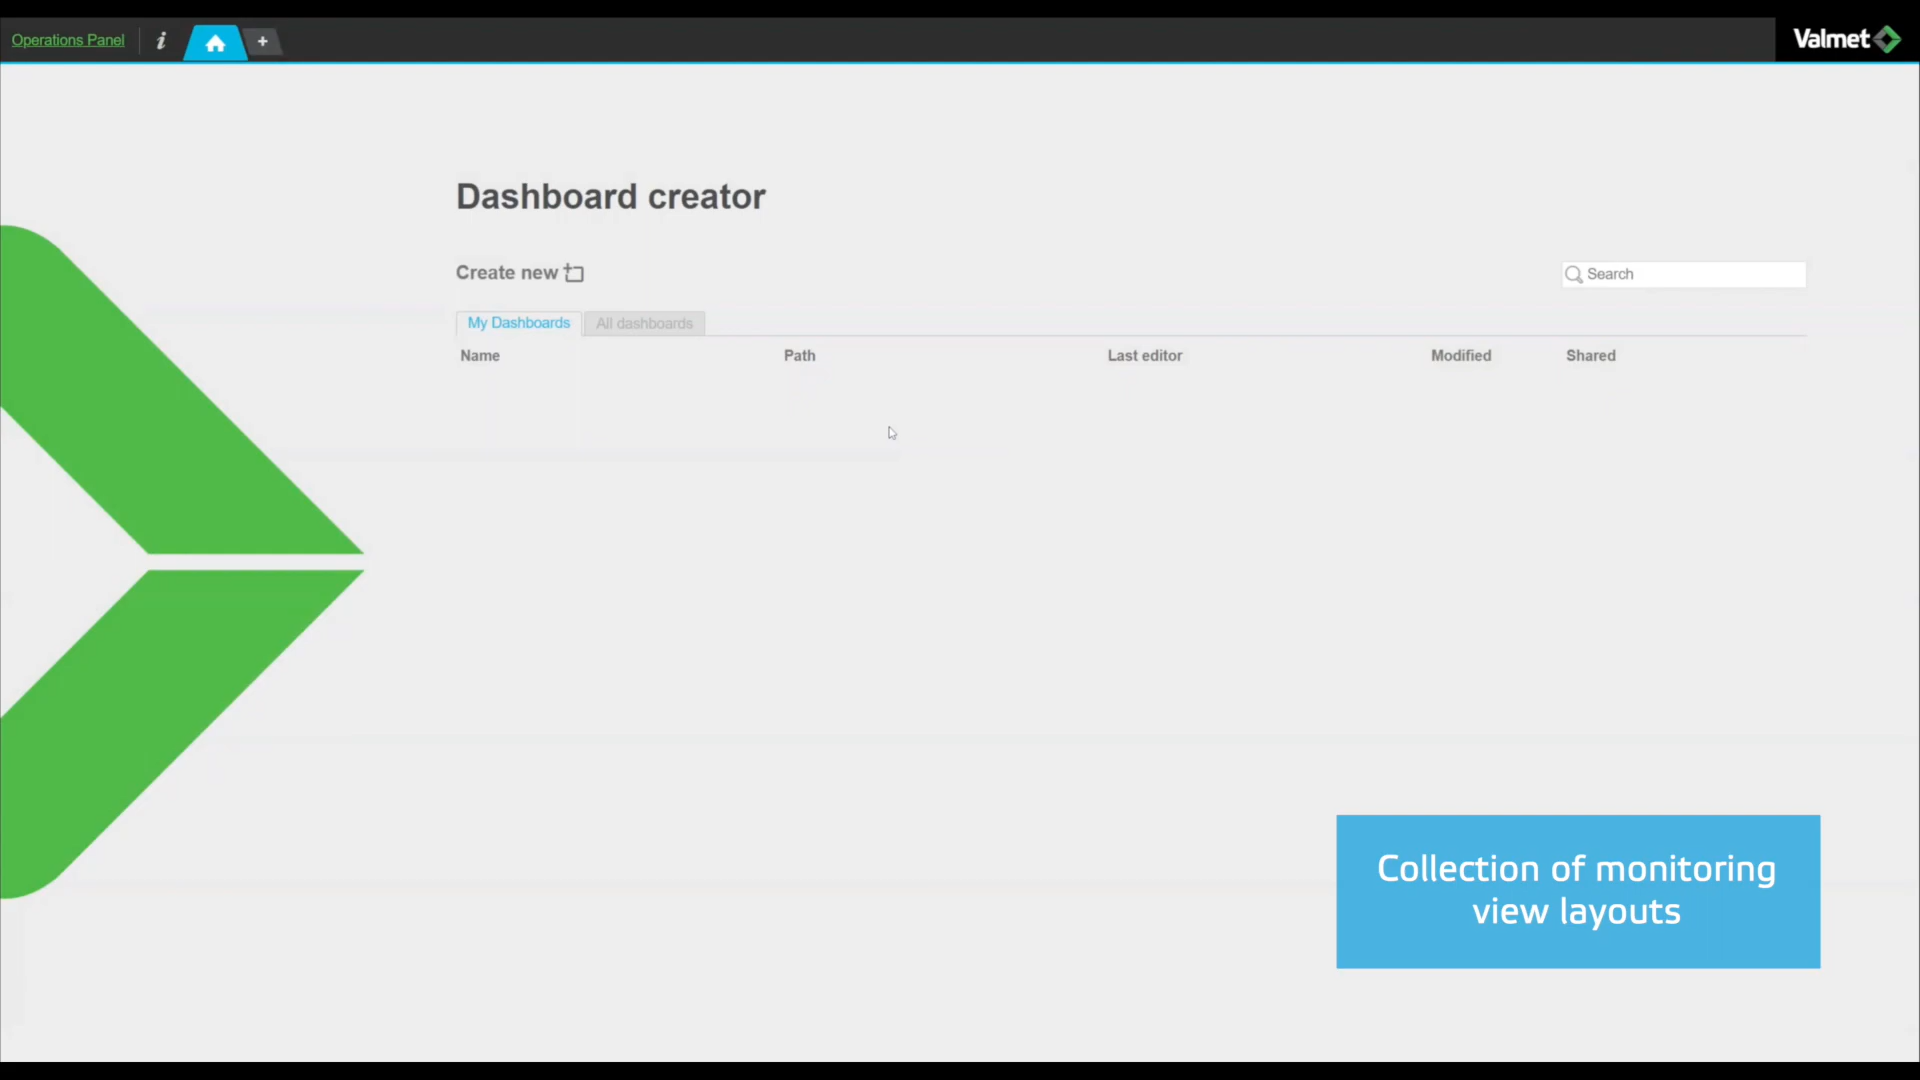 Operations Panel
i
+
Valmet
Dashboard creator
Create new
Search
My Dashboards
All dashboards
Name
Path
Last editor
Modified
Shared
Collection of monitoring
view layouts